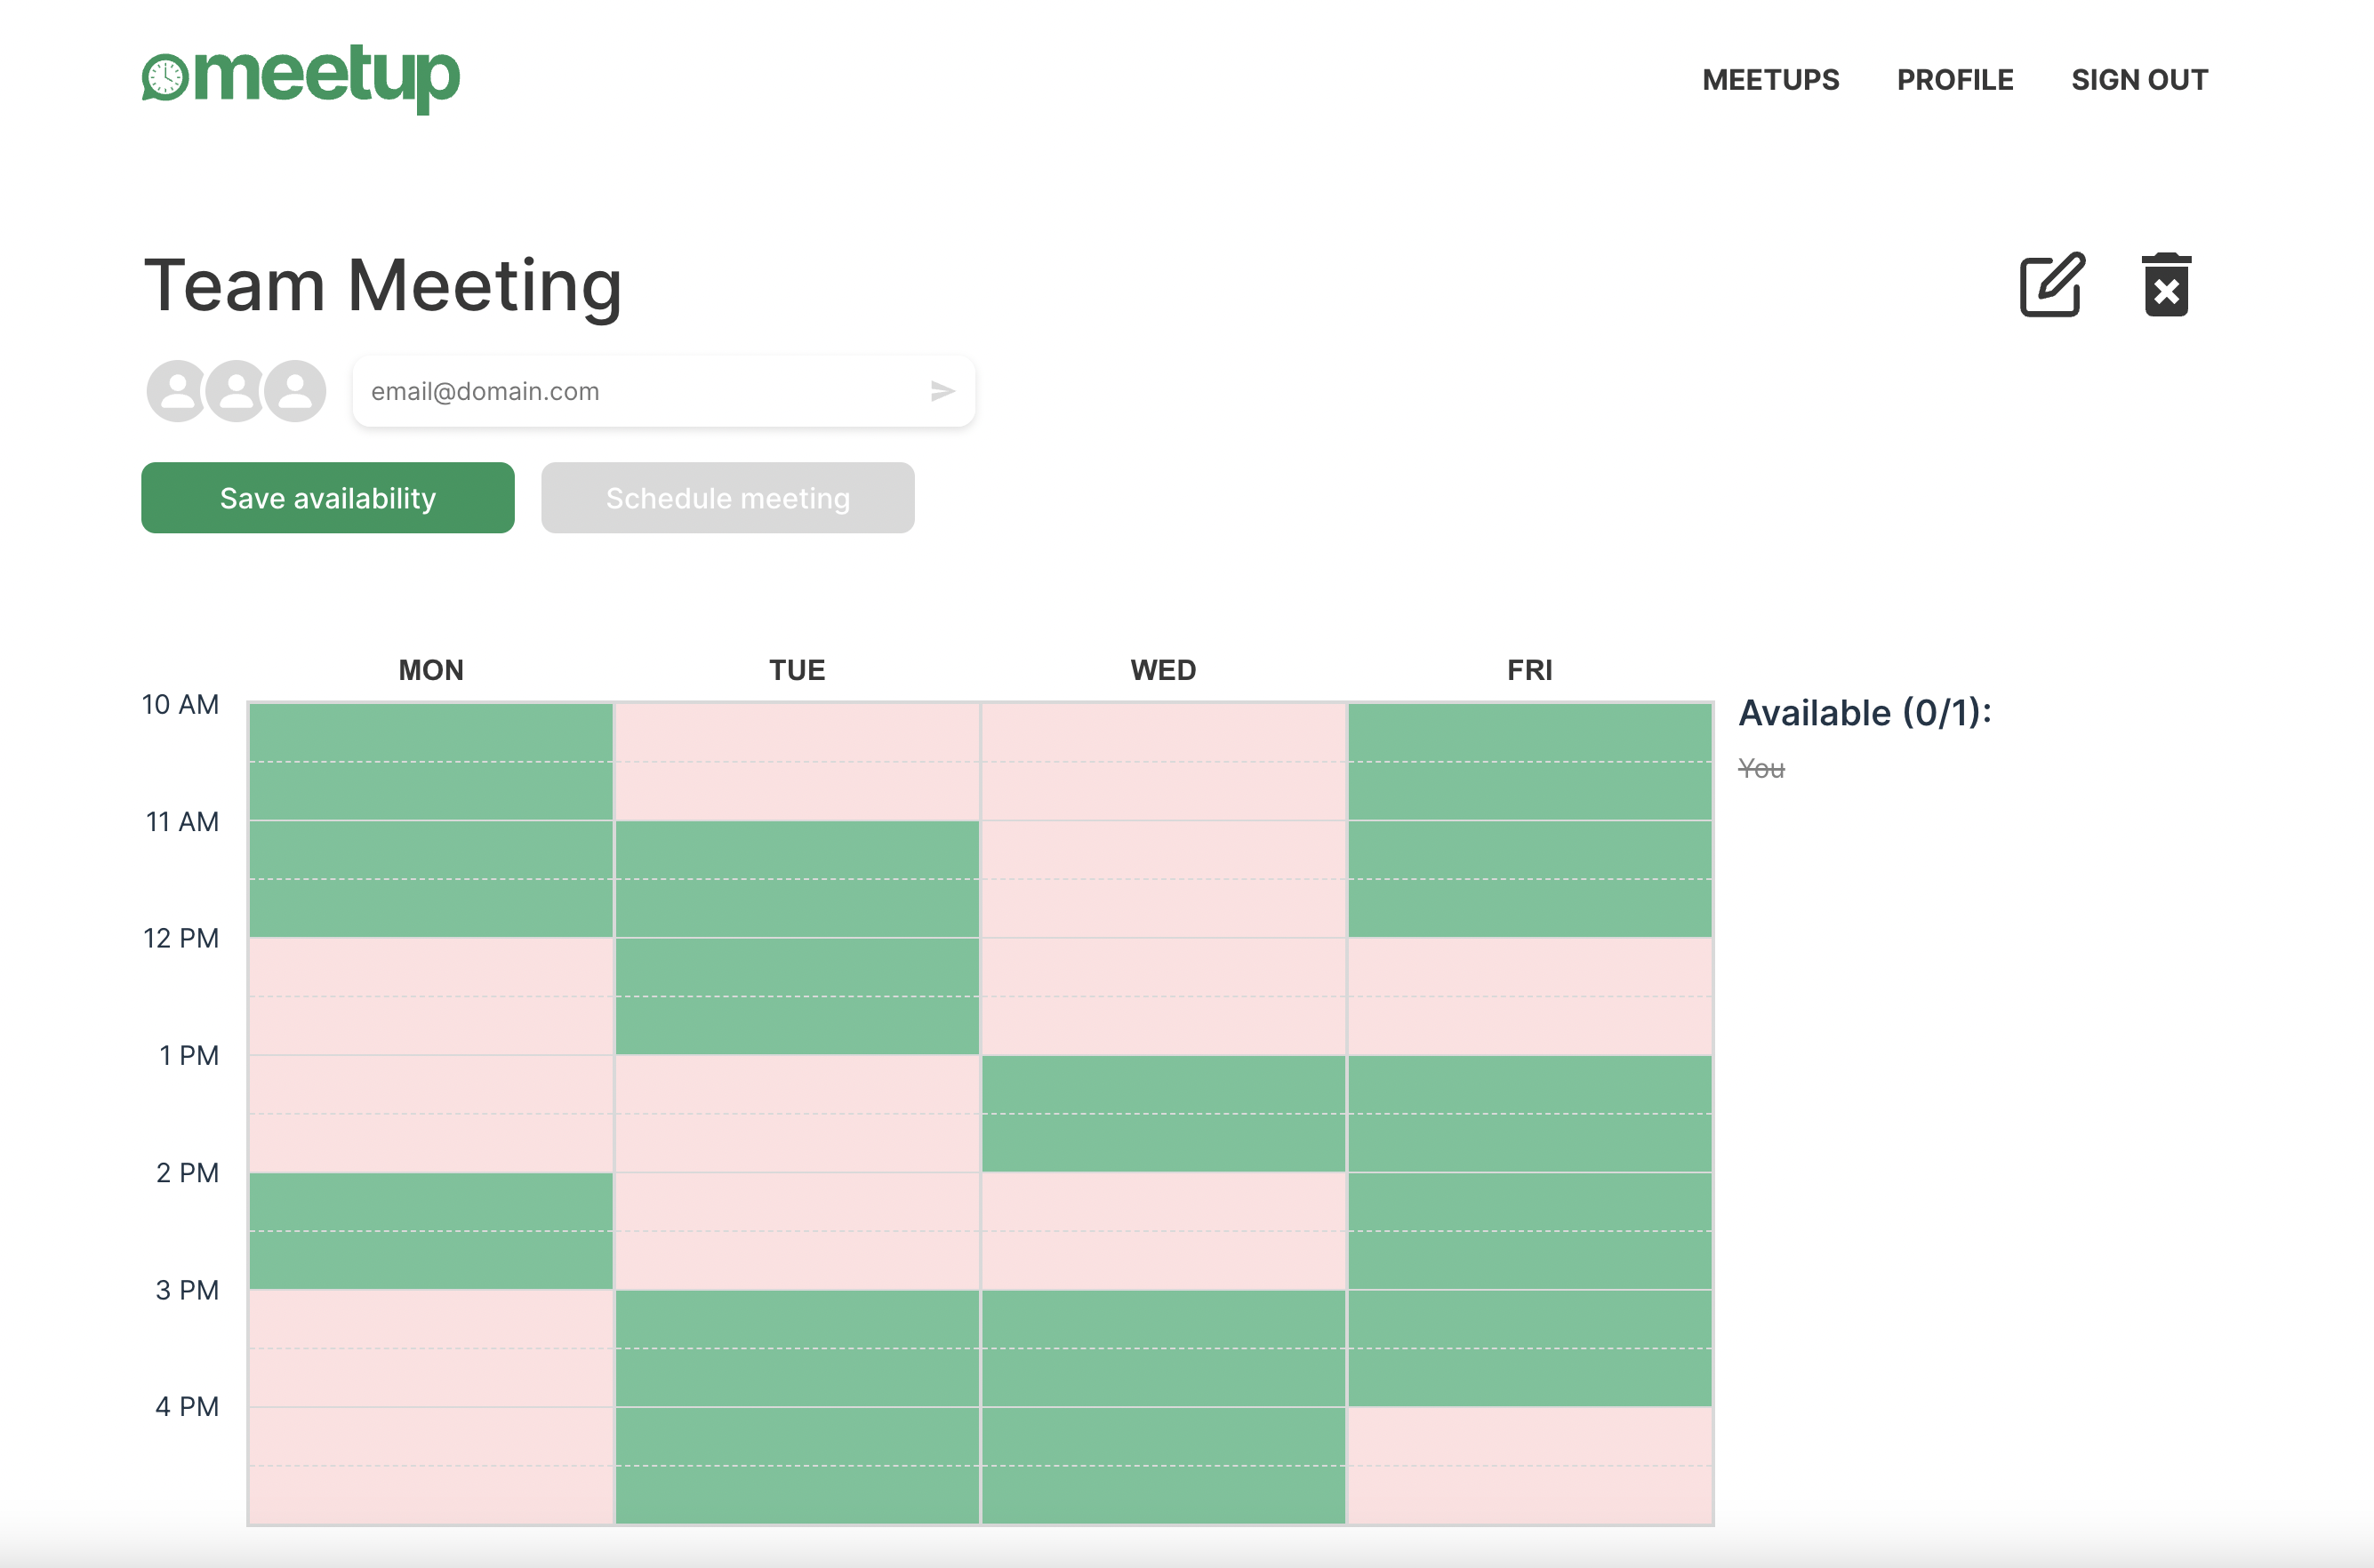 meetup
MEETUPS PROFILE SIGN OUT
Team Meeting
email@domain.com
Save availability Schedule meeting
MON TUE WED FRI
10 AM
Available (0/1):
You
11 AM
12 PM
1 PM
2 PM
3 PM
4 PM